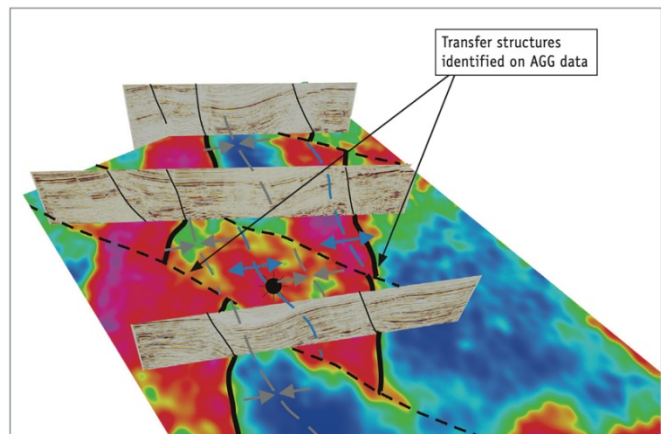 Transfer structures
identified on AGG data